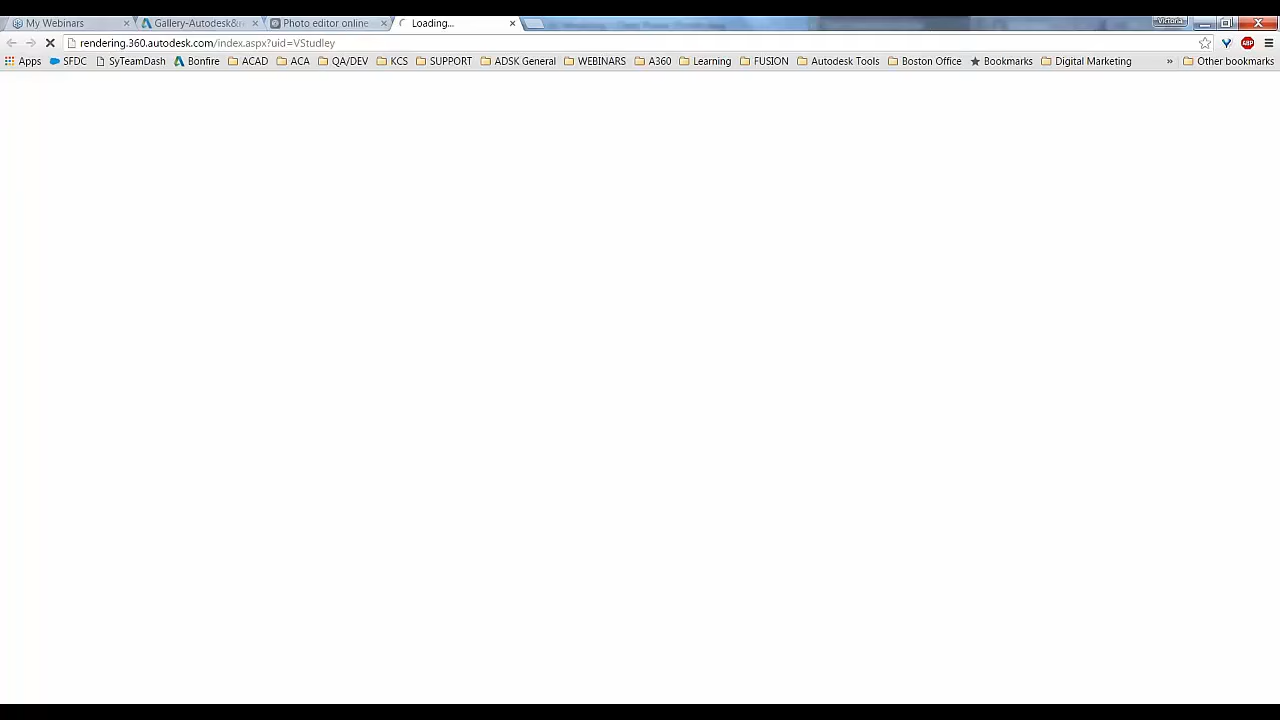 My Webinars Gallery-Autodesk&r Photo editor online Loading... Victoria
rendering.360.autodesk.com/index.aspx?uid=VStudley
Apps SFDC SyTeamDash Bonfire ACAD ACA QA/DEV KCS SUPPORT ADSK General WEBINARS A360 Learning FUSION Autodesk Tools Boston Office Bookmarks Digital Marketing » Other bookmarks